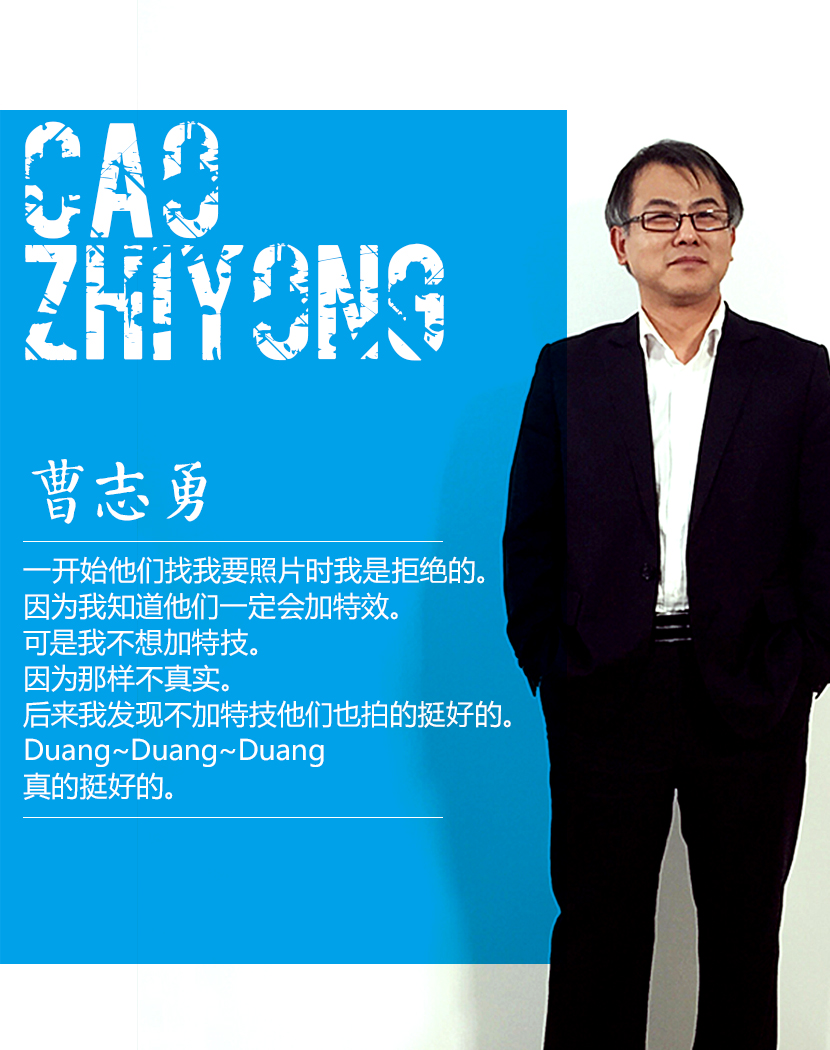 CAO
ZHIYONG
曹志勇
一开始他们找我要照片时我是拒绝的。
因为我知道他们一定会加特效。
可是我不想加特技。
因为那样不真实。
后来我发现不加特技他们也拍的挺好的。
Duang~Duang~Duang
真的挺好的。